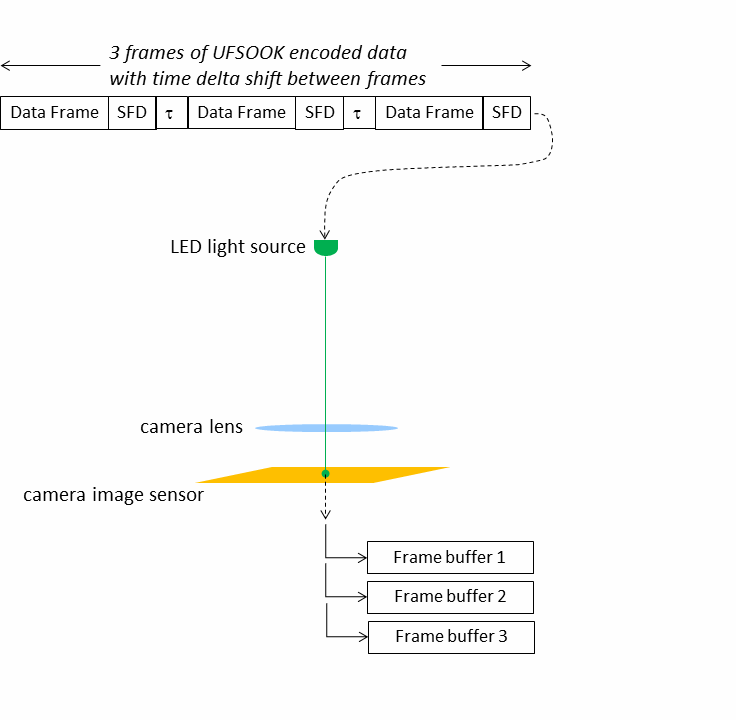 3 frames of UFSOOK encoded data
with time delta shift between frames
Data Frame SFD τ Data Frame SFD τ Data Frame SFD
LED light source
camera lens
camera image sensor
Frame buffer 1
Frame buffer 2
Frame buffer 3